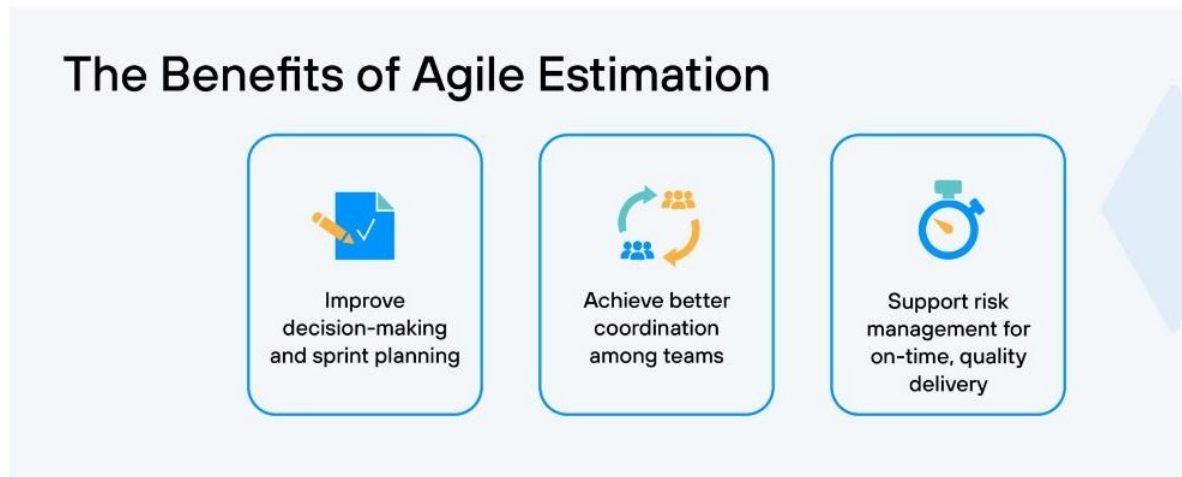 The Benefits of Agile Estimation
Improve
decision-making
and sprint planning
Achieve better
coordination
among teams
Support risk
management for
on-time, quality
delivery